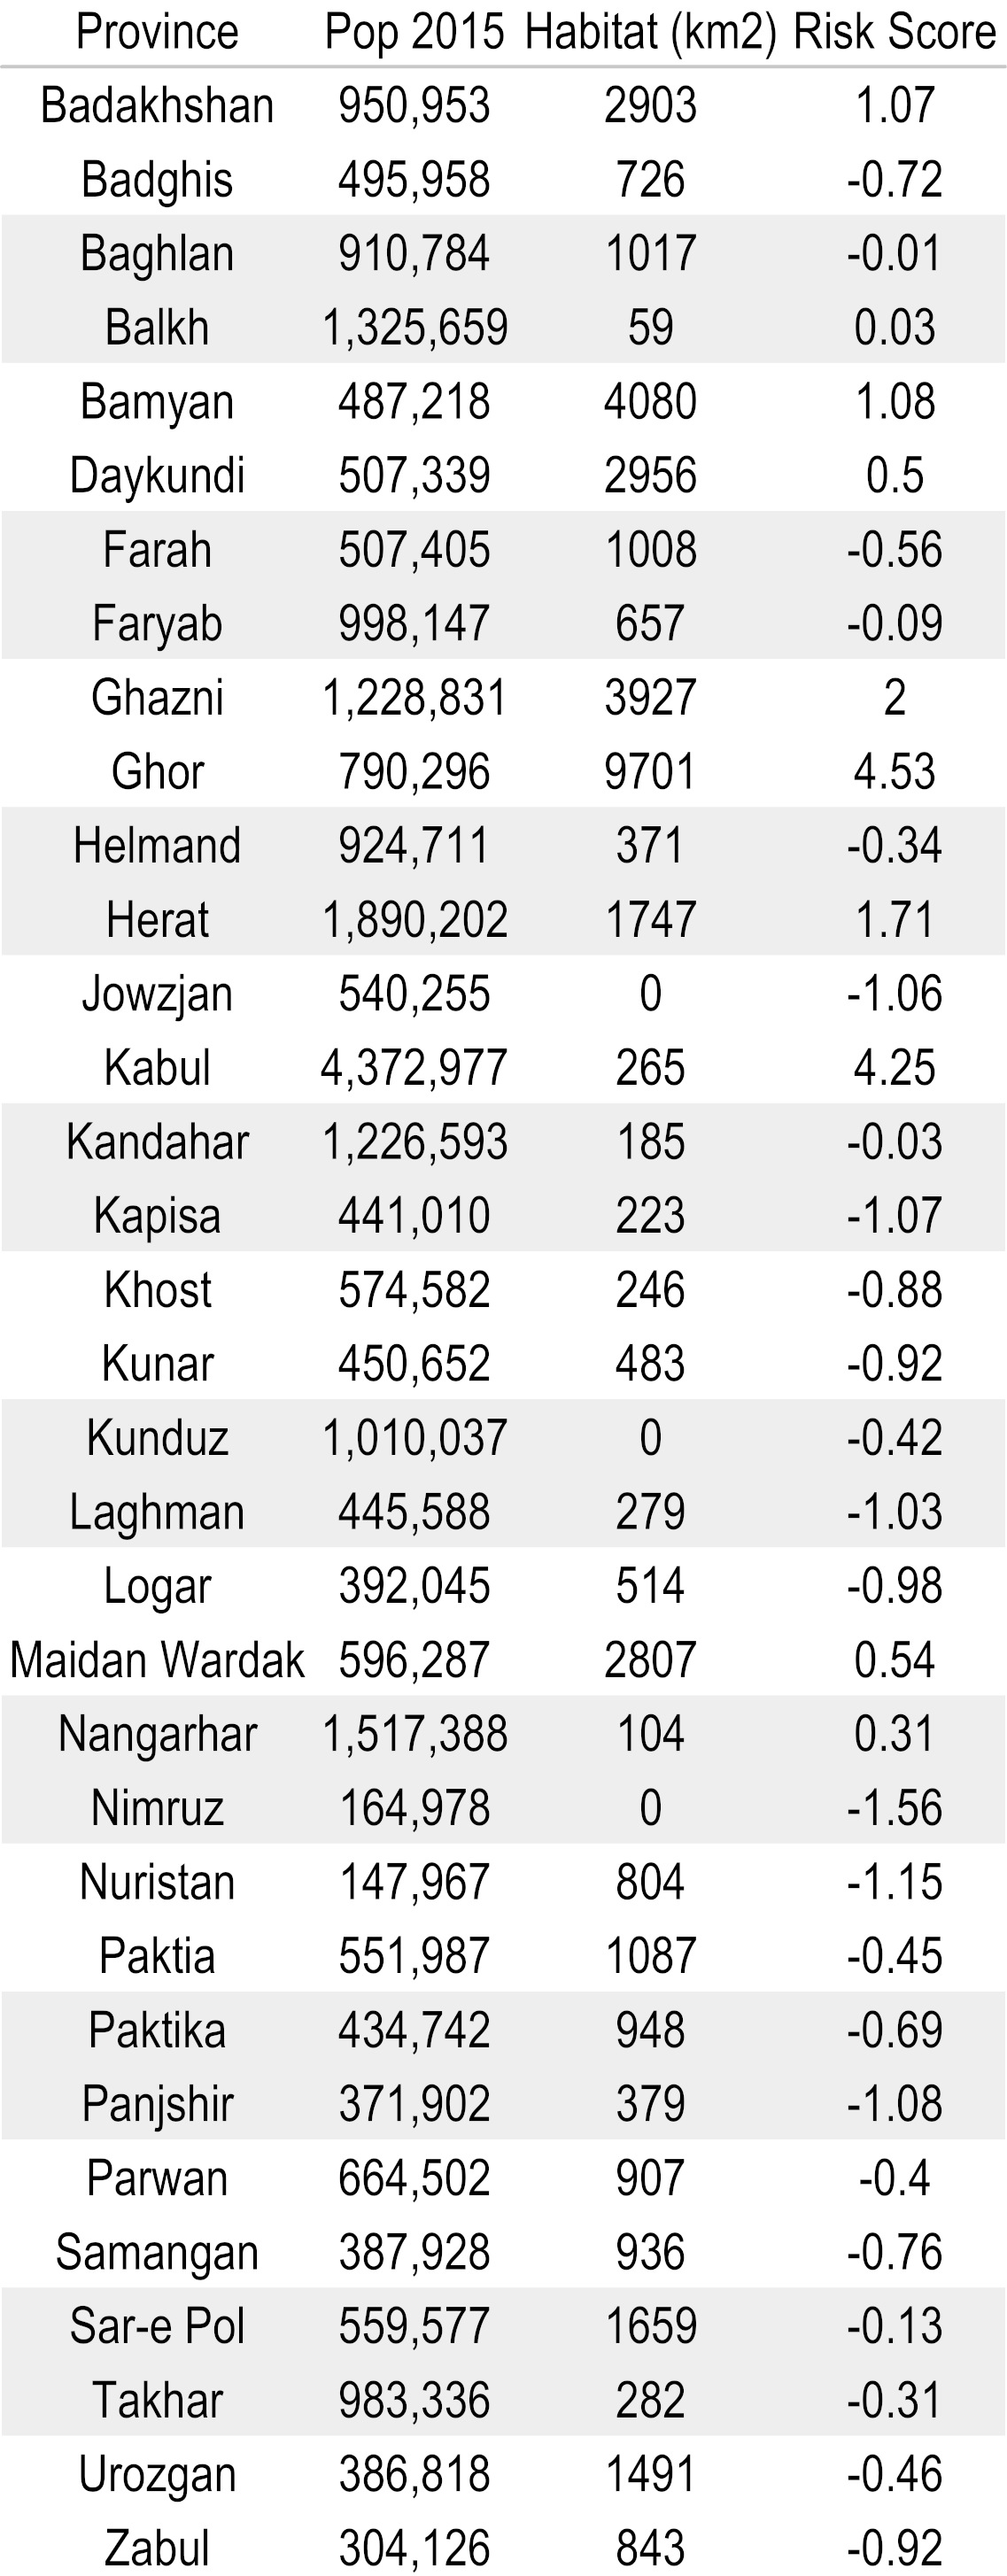 Province Pop 2015 Habitat (km2) Risk Score
Badakhshan 950,953 2903 1.07
Badghis 495,958 726 -0.72
Baghlan 910,784 1017 -0.01
Balkh 1,325,659 59 0.03
Bamyan 487,218 4080 1.08
Daykundi 507,339 2956 0.5
Farah 507,405 1008 -0.56
Faryab 998,147 657 -0.09
Ghazni 1,228,831 3927 2
Ghor 790,296 9701 4.53
Helmand 924,711 371 -0.34
Herat 1,890,202 1747 1.71
Jowzjan 540,255 0 -1.06
Kabul 4,372,977 265 4.25
Kandahar 1,226,593 185 -0.03
Kapisa 441,010 223 -1.07
Khost 574,582 246 -0.88
Kunar 450,652 483 -0.92
Kunduz 1,010,037 0 -0.42
Laghman 445,588 279 -1.03
Logar 392,045 514 -0.98
Maidan Wardak 596,287 2807 0.54
Nangarhar 1,517,388 104 0.31
Nimruz 164,978 0 -1.56
Nuristan 147,967 804 -1.15
Paktia 551,987 1087 -0.45
Paktika 434,742 948 -0.69
Panjshir 371,902 379 -1.08
Parwan 664,502 907 -0.4
Samangan 387,928 936 -0.76
Sar-e Pol 559,577 1659 -0.13
Takhar 983,336 282 -0.31
Urozgan 386,818 1491 -0.46
Zabul 304,126 843 -0.92